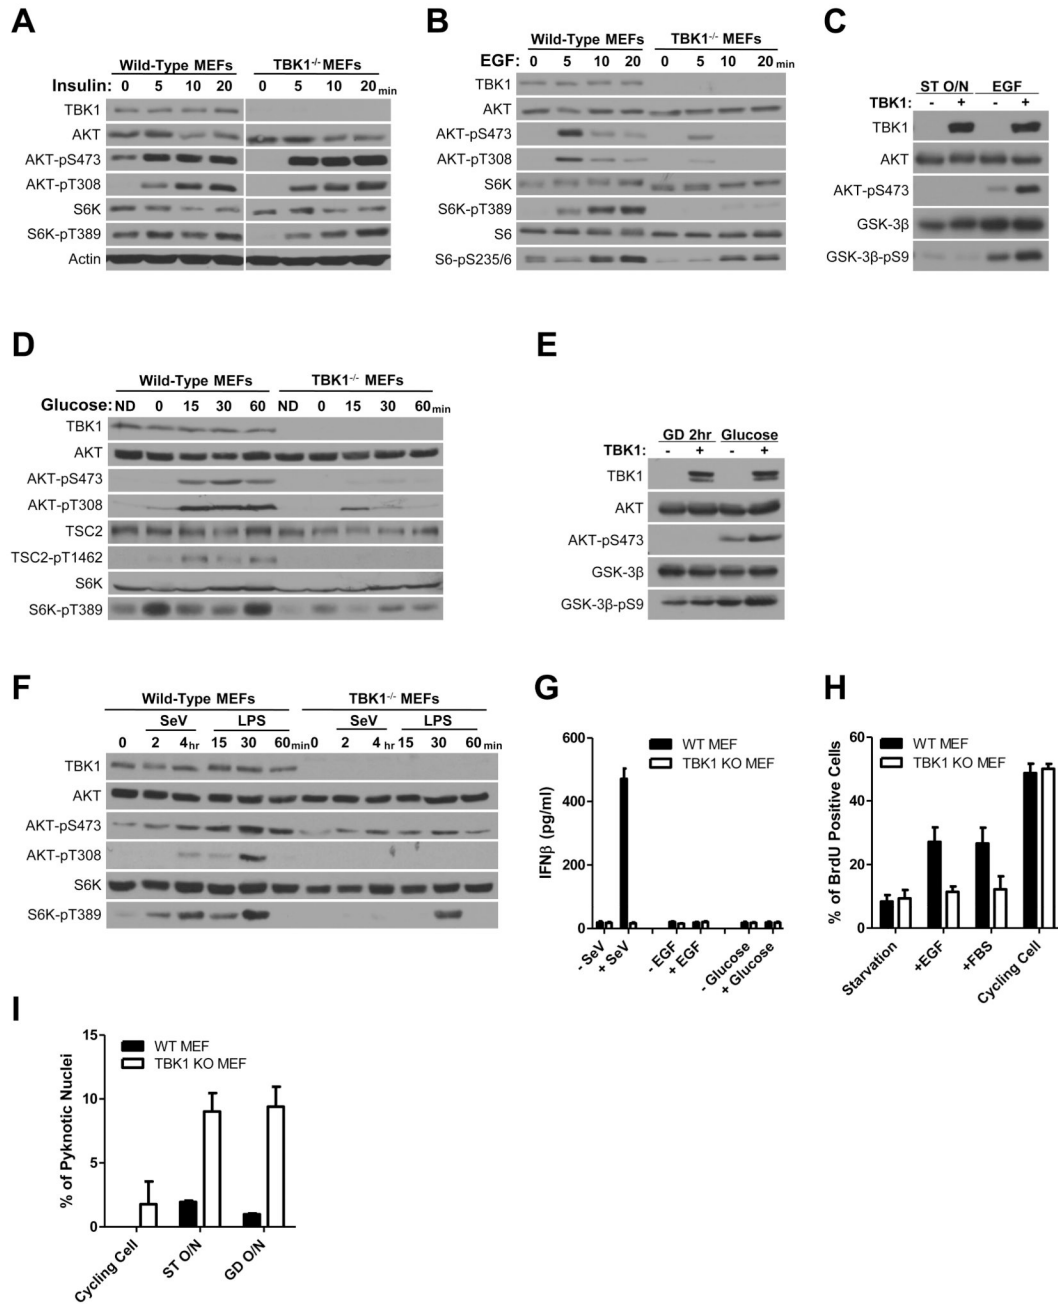 A
Wild-Type MEFs TBK1-/-MEFs
Insulin: 0 5 10 20 0 5 10 20 min
TBK1
AKT
AKT-pS473
AKT-pT308
S6K
S6K-pT389
Actin
B
Wild-Type MEFs TBK1-/- MEFs
EGF: 0 5 10 20 0 5 10 20 min
TBK1
AKT
AKT-pS473
AKT-pT308
S6K
S6K-pT389
S6
S6-pS235/6
C
ST O/N EGF
TBK1: - + - +
TBK1
AKT
AKT-pS473
GSK-3β
GSK-3β-pS9
D
Wild-Type MEFs TBK1-/- MEFs
Glucose: ND 0 15 30 60 ND 0 15 30 60 min
TBK1
AKT
AKT-pS473
AKT-pT308
TSC2
TSC2-pT1462
S6K
S6K-pT389
E
GD 2hr Glucose
TBK1: - + - +
TBK1
AKT
AKT-pS473
GSK-3β
GSK-3β-pS9
F
Wild-Type MEFs TBK1-/- MEFs
SeV LPS SeV LPS
0 2 4 hr 15 30 60 min 0 2 4 hr 15 30 60 min
TBK1
AKT
AKT-pS473
AKT-pT308
S6K
S6K-pT389
G
WT MEF
TBK1 KO MEF
IFNβ (pg/ml)
600
400
200
0
- SeV
+ SeV
- EGF
+ EGF
- Glucose
+ Glucose
H
WT MEF
TBK1 KO MEF
% of BrdU Positive Cells
60
40
20
0
Starvation
+EGF
+FBS
Cycling Cell
I
WT MEF
TBK1 KO MEF
% of Pyknotic Nuclei
15
10
5
0
Cycling Cell
ST O/N
GD O/N